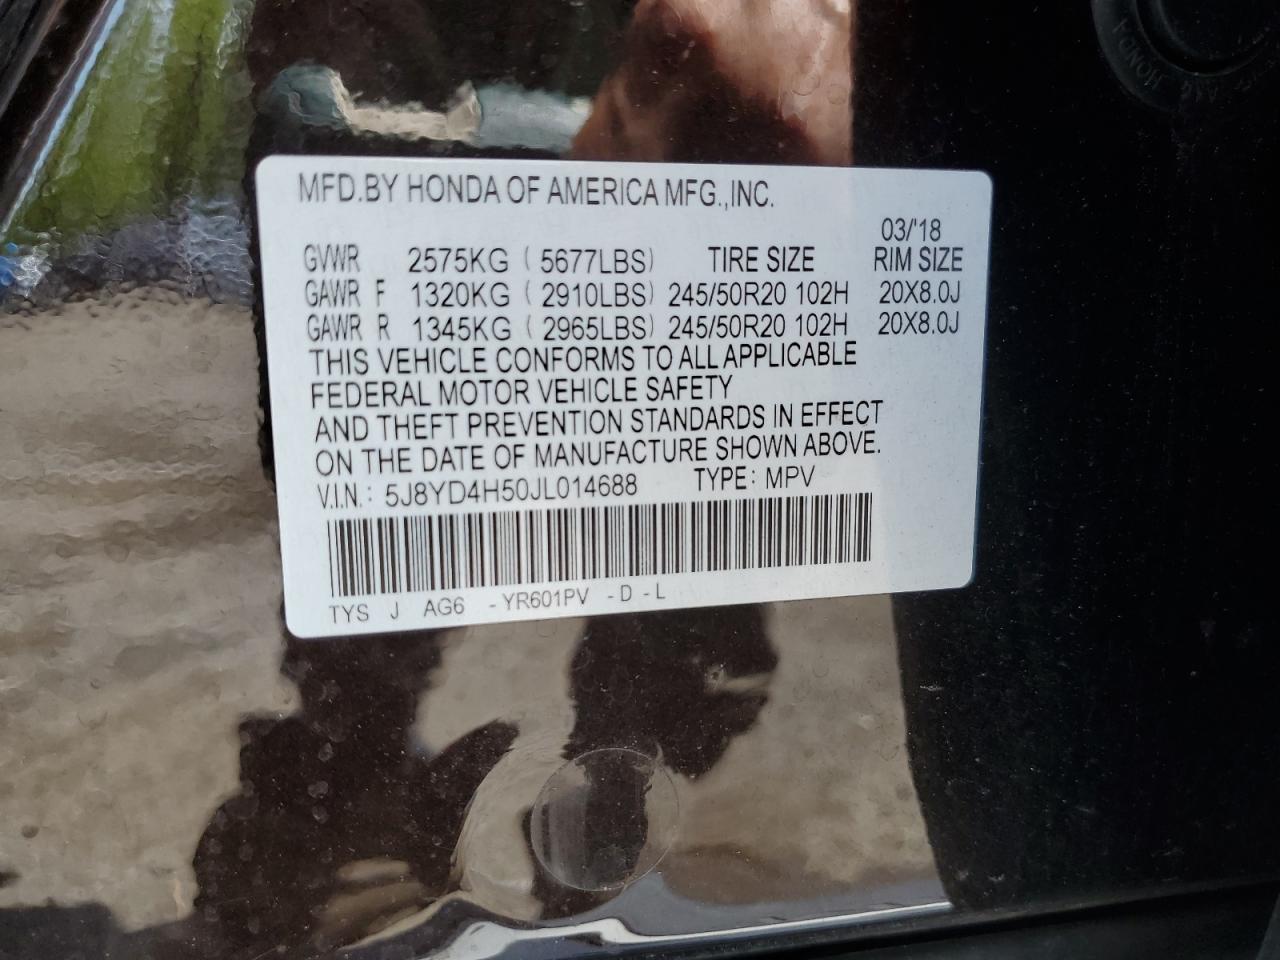 HONDA
MFD.BY HONDA OF AMERICA MFG.,INC.
03/'18
GVWR 2575KG ( 5677LBS) TIRE SIZE RIM SIZE
GAWR F 1320KG ( 2910LBS) 245/50R20 102H 20X8.0J
GAWR R 1345KG ( 2965LBS) 245/50R20 102H 20X8.0J
THIS VEHICLE CONFORMS TO ALL APPLICABLE
FEDERAL MOTOR VEHICLE SAFETY
AND THEFT PREVENTION STANDARDS IN EFFECT
ON THE DATE OF MANUFACTURE SHOWN ABOVE.
V.I.N.: 5J8YD4H50JL014688 TYPE: MPV
TYS J AG6 -YR601PV -D -L